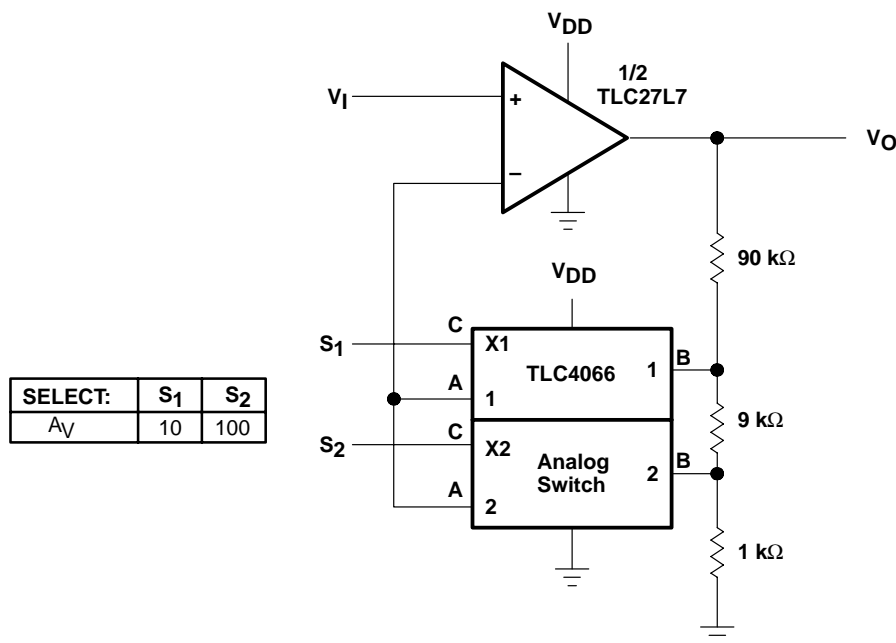 VDD
1/2
TLC27L7
VI
+
−
VO
90 kΩ
VDD
S1
C
X1
TLC4066
1
B
A
1
9 kΩ
S2
C
X2
Analog
Switch
2
B
A
2
1 kΩ
SELECT: S1 S2
AV 10 100